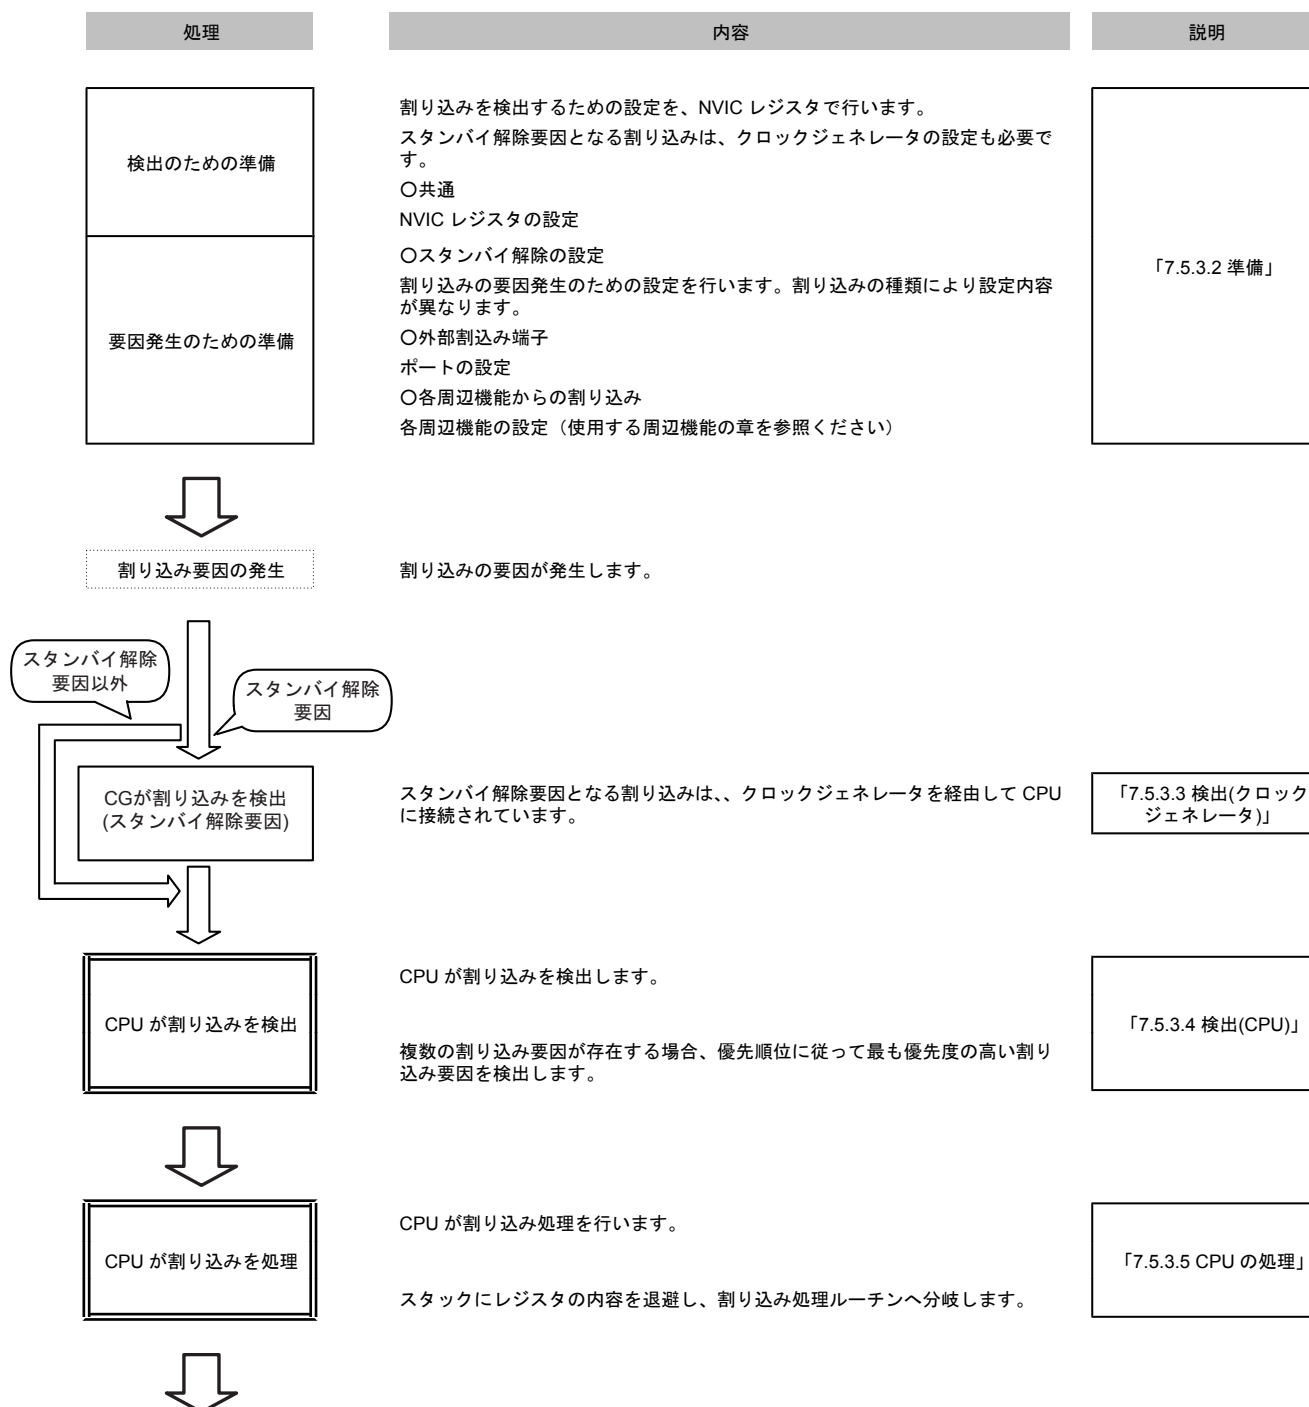 処理
内容
説明
検出のための準備
割り込みを検出するための設定を、NVIC レジスタで行います。
スタンバイ解除要因となる割り込みは、クロックジェネレータの設定も必要で
す。
〇共通
NVIC レジスタの設定
〇スタンバイ解除の設定
要因発生のための準備
割り込みの要因発生のための設定を行います。割り込みの種類により設定内容
が異なります。
〇外部割込み端子
ポートの設定
〇各周辺機能からの割り込み
各周辺機能の設定（使用する周辺機能の章を参照ください）
「7.5.3.2 準備」
割り込み要因の発生
割り込みの要因が発生します。
スタンバイ解除
要因以外
スタンバイ解除
要因
CGが割り込みを検出
(スタンバイ解除要因)
スタンバイ解除要因となる割り込みは、、クロックジェネレータを経由して CPU
に接続されています。
「7.5.3.3 検出(クロック
ジェネレータ)」
CPU が割り込みを検出
CPU が割り込みを検出します。
複数の割り込み要因が存在する場合、優先順位に従って最も優先度の高い割り
込み要因を検出します。
「7.5.3.4 検出(CPU)」
CPU が割り込みを処理
CPU が割り込み処理を行います。
スタックにレジスタの内容を退避し、割り込み処理ルーチンへ分岐します。
「7.5.3.5 CPU の処理」